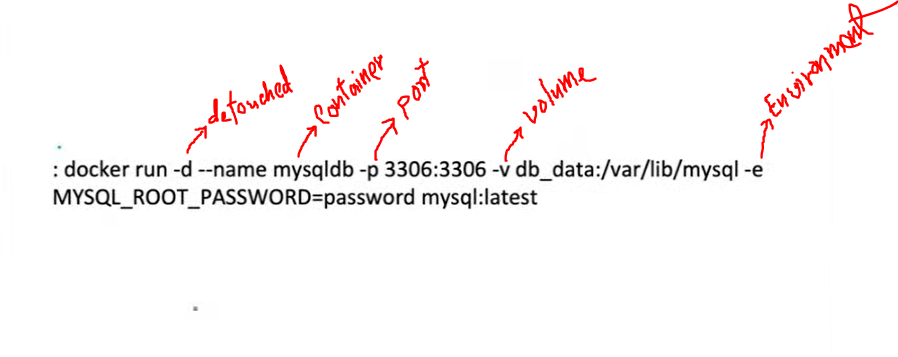 detouched
Container
Port
volume
Environment
: docker run -d --name mysqldb -p 3306:3306 -v db_data:/var/lib/mysql -e
MYSQL_ROOT_PASSWORD=password mysql:latest